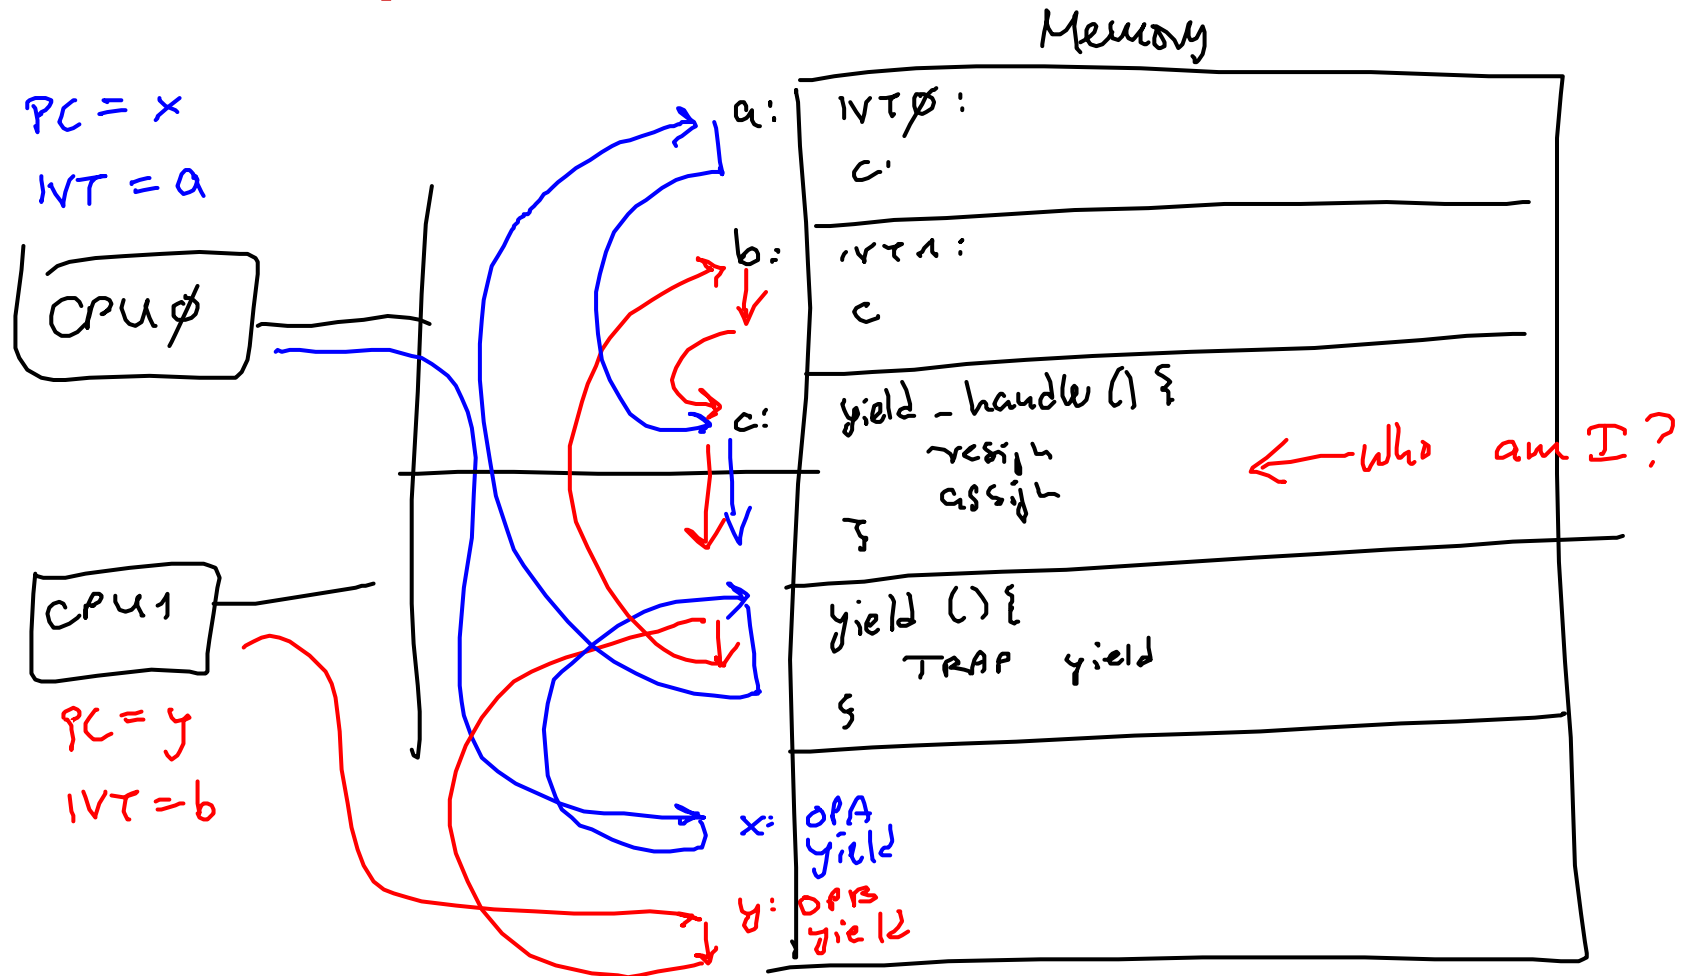 Memory
PC = x
IVT = a
CPU0
CPU1
PC = y
IVT = b
a:
IVT0:
c
b:
IVT1:
c
c:
yield_handler () {
resign
assign
}
who am I?
yield () {
TRAP yield
}
x: OPA
yield
y: OPB
yield